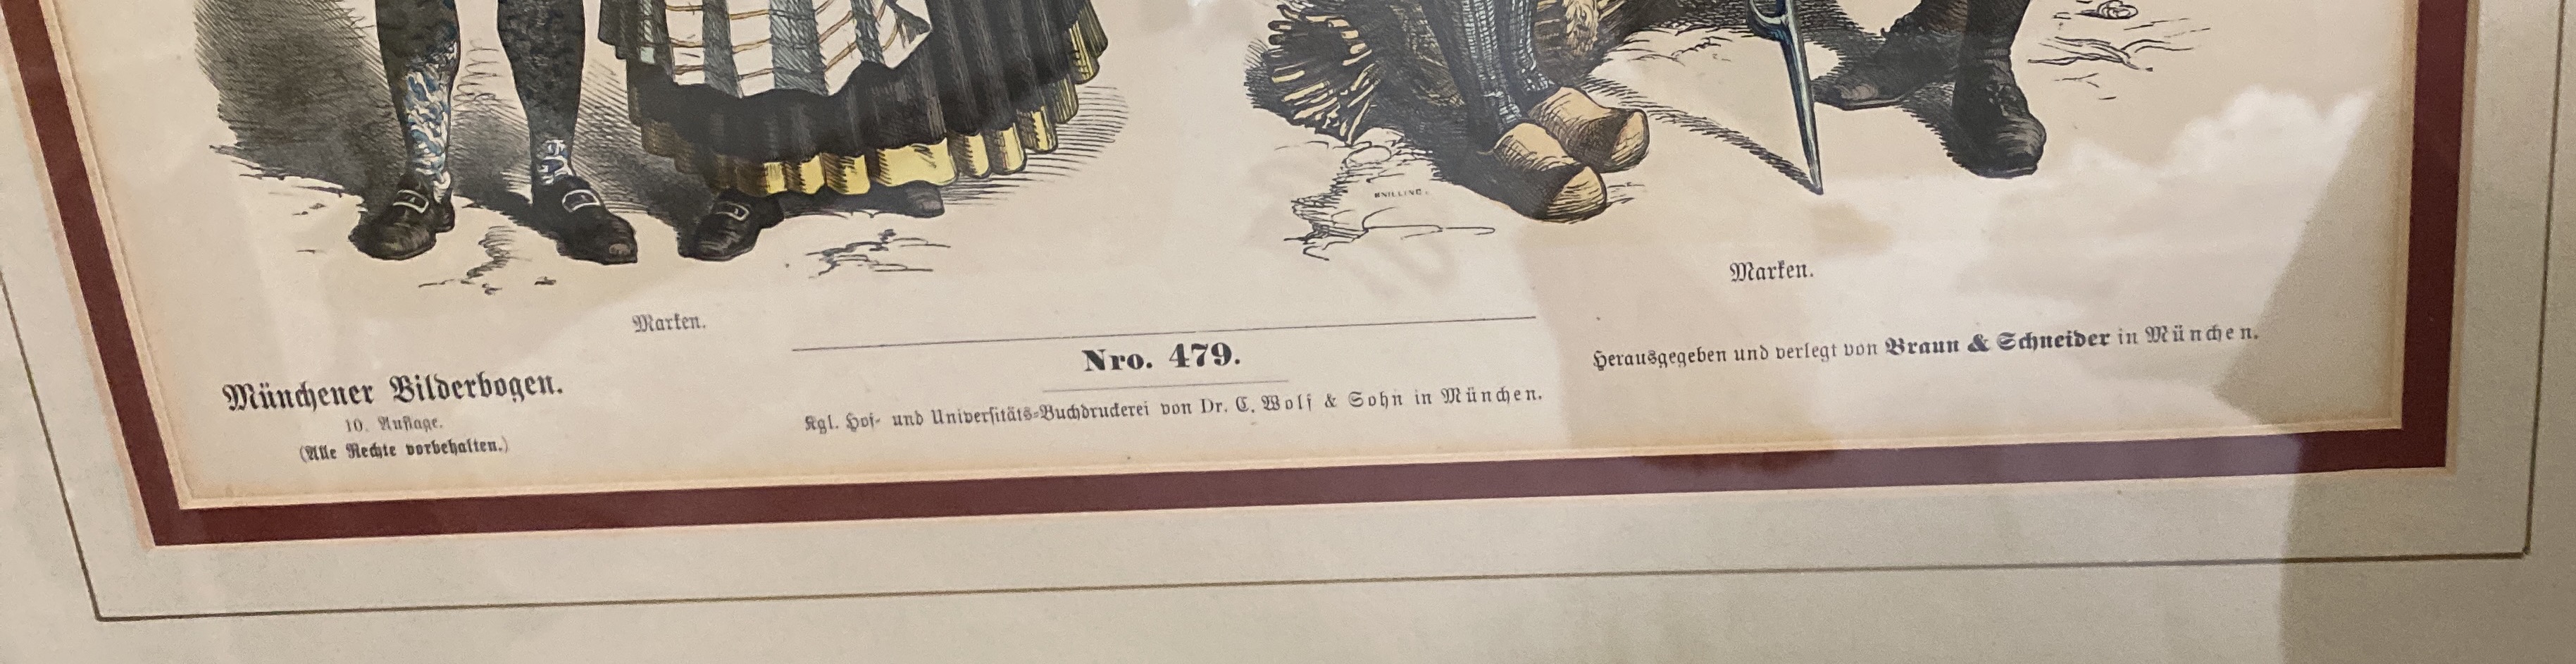 KNILLING.
Marken.
Marken.
Nro. 479.
Münchener Bilderbogen.
10. Auflage.
(Alle Rechte vorbehalten.)
Kgl. Hof- und Universitäts-Buchdruckerei von Dr. C. Wolf & Sohn in München.
Herausgegeben und verlegt von Braun & Schneider in München.